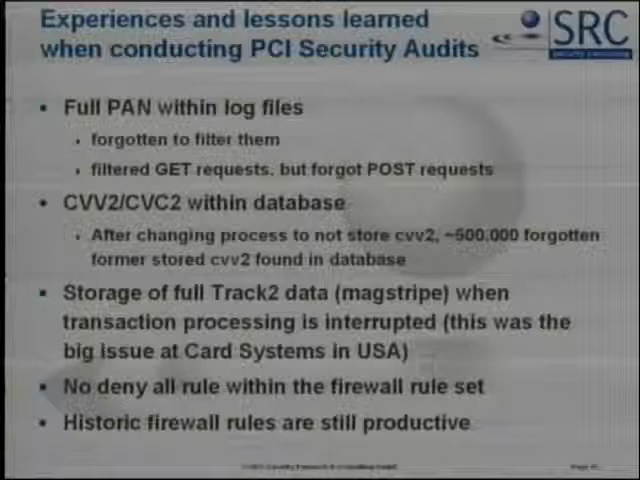 Experiences and lessons learned
when conducting PCI Security Audits
SRC
• Full PAN within log files
• forgotten to filter them
• filtered GET requests, but forgot POST requests
• CVV2/CVC2 within database
• After changing process to not store cvv2, ~500.000 forgotten
former stored cvv2 found in database
• Storage of full Track2 data (magstripe) when
transaction processing is interrupted (this was the
big issue at Card Systems in USA)
• No deny all rule within the firewall rule set
• Historic firewall rules are still productive